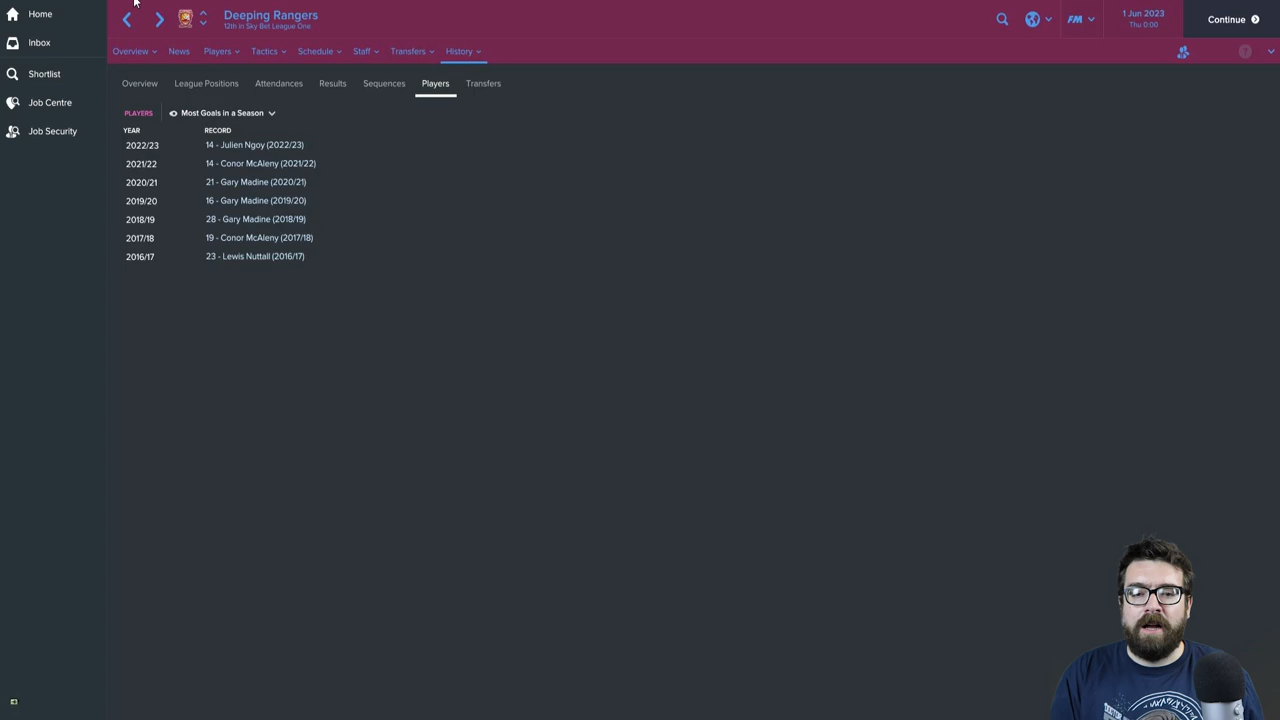 Home
Inbox
Shortlist
Job Centre
Job Security
Deeping Rangers
12th in Sky Bet League One
FM
1 Jun 2023
Thu 0:00
Continue
Overview
News
Players
Tactics
Schedule
Staff
Transfers
History
Overview
League Positions
Attendances
Results
Sequences
Players
Transfers
PLAYERS
Most Goals in a Season
YEAR RECORD
2022/23 14 - Julien Ngoy (2022/23)
2021/22 14 - Conor McAleny (2021/22)
2020/21 21 - Gary Madine (2020/21)
2019/20 16 - Gary Madine (2019/20)
2018/19 28 - Gary Madine (2018/19)
2017/18 19 - Conor McAleny (2017/18)
2016/17 23 - Lewis Nuttall (2016/17)